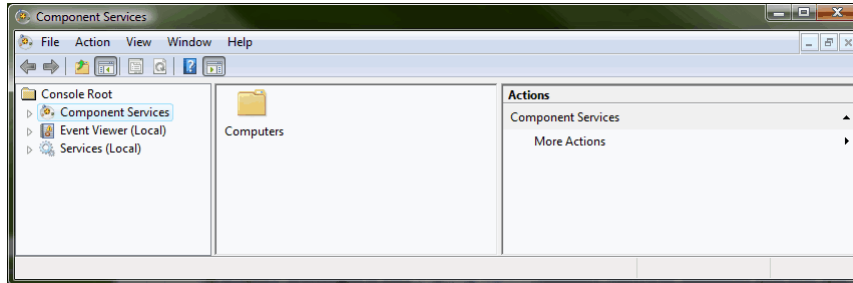 Component Services
File Action View Window Help
Console Root
Component Services
Event Viewer (Local)
Services (Local)
Computers
Actions
Component Services
More Actions